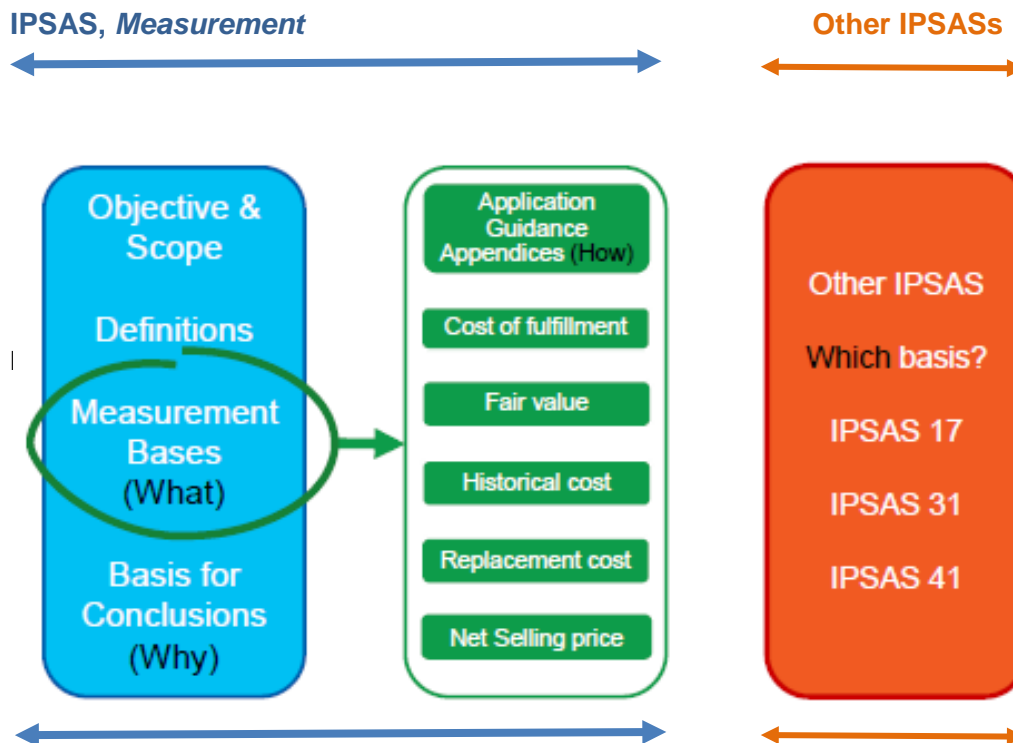 IPSAS, Measurement
Other IPSASs
Objective &
Scope
Definitions
Measurement
Bases
(What)
Basis for
Conclusions
(Why)
Application
Guidance
Appendices (How)
Cost of fulfillment
Fair value
Historical cost
Replacement cost
Net Selling price
Other IPSAS
Which basis?
IPSAS 17
IPSAS 31
IPSAS 41